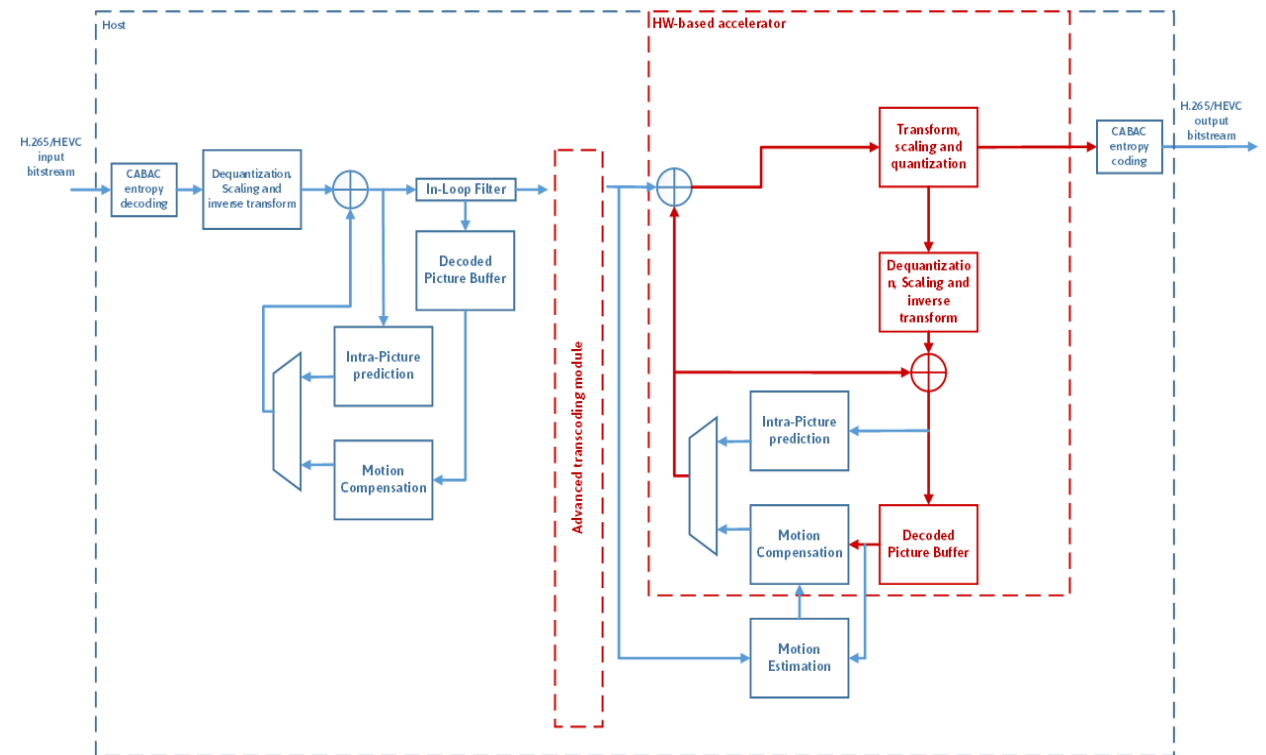 Host
HW-based accelerator
H.265/HEVC
input
bitstream
CABAC
entropy
decoding
Dequantization,
Scaling and
inverse transform
In-Loop Filter
Decoded
Picture Buffer
Intra-Picture
prediction
Motion
Compensation
Advanced transcoding module
Transform,
scaling and
quantization
Dequantizatio
n, Scaling and
inverse
transform
Intra-Picture
prediction
Motion
Compensation
Decoded
Picture Buffer
Motion
Estimation
CABAC
entropy
coding
H.265/HEVC
output
bitstream